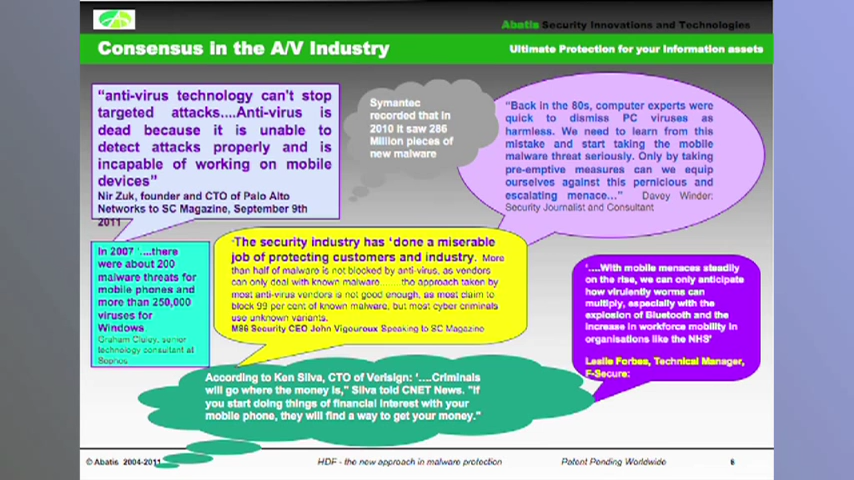 Abatis Security Innovations and Technologies
Consensus in the A/V Industry
Ultimate Protection for your information assets
“anti-virus technology can't stop
targeted attacks....Anti-virus is
dead because it is unable to
detect attacks properly and is
incapable of working on mobile
devices”
Nir Zuk, founder and CTO of Palo Alto
Networks to SC Magazine, September 9th
2011
Symantec
recorded that in
2010 it saw 286
Million pieces of
new malware
“Back in the 80s, computer experts were
quick to dismiss PC viruses as
harmless. We need to learn from this
mistake and start taking the mobile
malware threat seriously. Only by taking
pre-emptive measures can we equip
ourselves against this pernicious and
escalating menace...” Davey Winder:
Security Journalist and Consultant
In 2007 ‘....there
were about 200
malware threats for
mobile phones and
more than 250,000
viruses for
Windows
Graham Cluley, senior
technology consultant at
Sophos
The security industry has ‘done a miserable
job of protecting customers and industry. More
than half of malware is not blocked by anti-virus, as vendors
can only deal with known malware......the approach taken by
most anti-virus vendors is not good enough, as most claim to
block 99 per cent of known malware, but most cyber criminals
use unknown variants.
M86 Security CEO John Vigouroux Speaking to SC Magazine
‘....With mobile menaces steadily
on the rise, we can only anticipate
how virulently worms can
multiply, especially with the
explosion of Bluetooth and the
increase in workforce mobility in
organisations like the NHS’
Leslie Forbes, Technical Manager,
F-Secure:
According to Ken Silva, CTO of Verisign: ‘....Criminals
will go where the money is,” Silva told CNET News. “If
you start doing things of financial interest with your
mobile phone, they will find a way to get your money.”
© Abatis 2004-2011
HDF - the new approach in malware protection
Patent Pending Worldwide
6